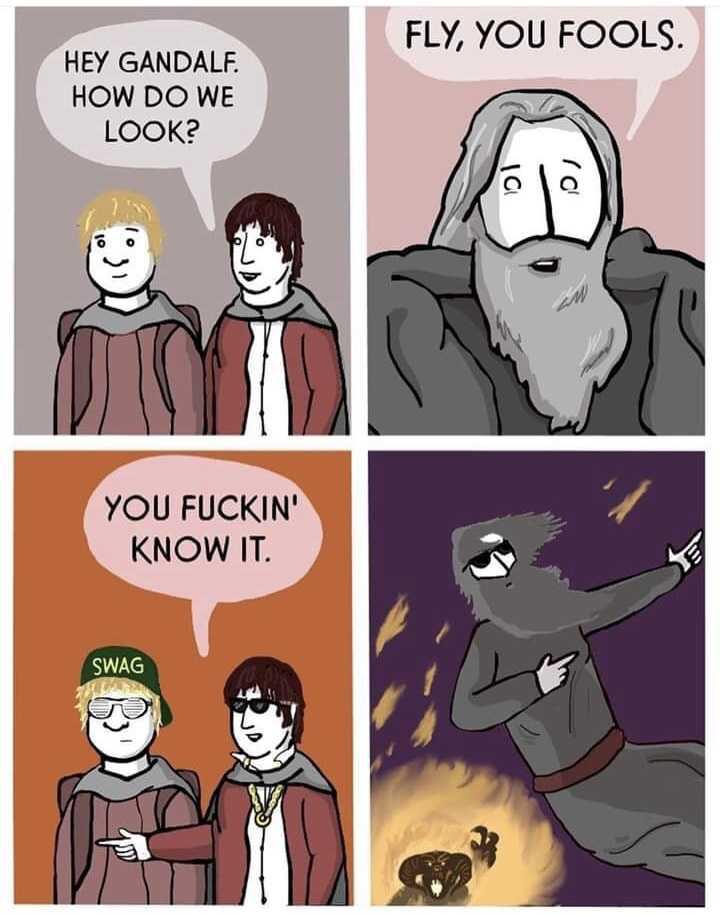 HEY GANDALF.
HOW DO WE
LOOK?
FLY, YOU FOOLS.
YOU FUCKIN'
KNOW IT.
SWAG